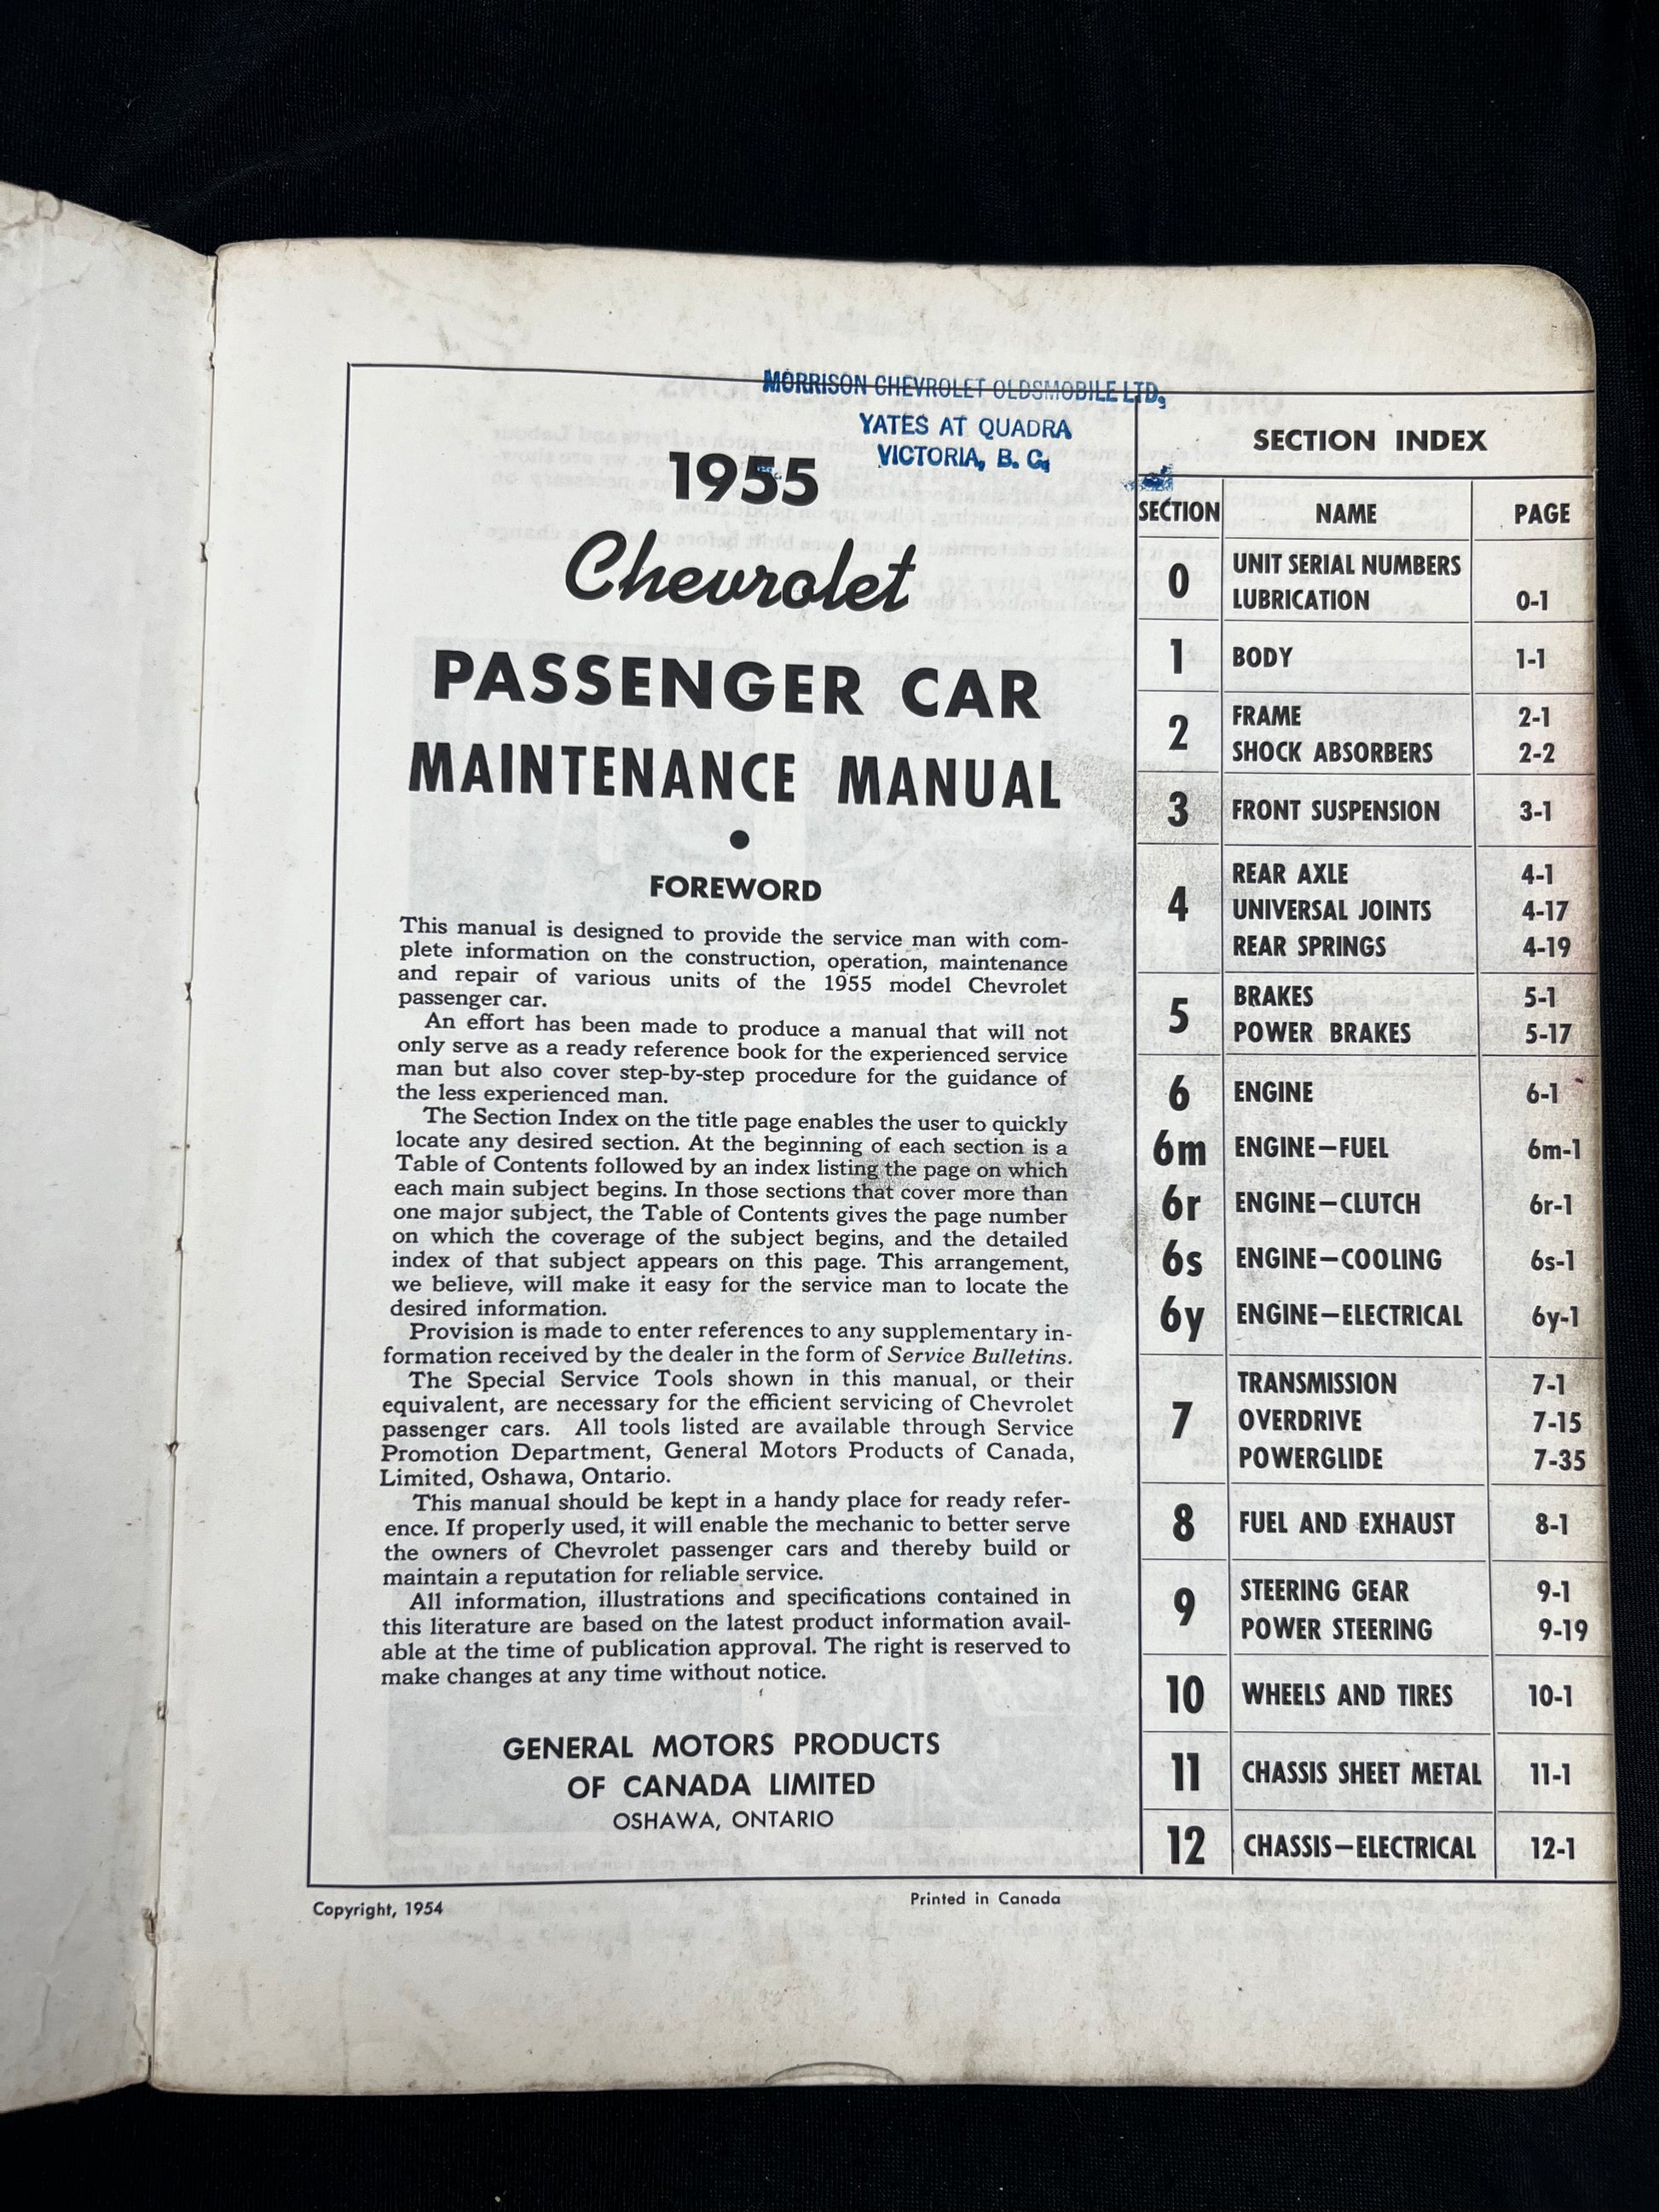 MORRISON CHEVROLET OLDSMOBILE LTD.
YATES AT QUADRA
VICTORIA, B. C.
1955
Chevrolet
PASSENGER CAR
MAINTENANCE MANUAL
•
FOREWORD
This manual is designed to provide the service man with com-
plete information on the construction, operation, maintenance
and repair of various units of the 1955 model Chevrolet
passenger car.
An effort has been made to produce a manual that will not
only serve as a ready reference book for the experienced service
man but also cover step-by-step procedure for the guidance of
the less experienced man.
The Section Index on the title page enables the user to quickly
locate any desired section. At the beginning of each section is a
Table of Contents followed by an index listing the page on which
each main subject begins. In those sections that cover more than
one major subject, the Table of Contents gives the page number
on which the coverage of the subject begins, and the detailed
index of that subject appears on this page. This arrangement,
we believe, will make it easy for the service man to locate the
desired information.
Provision is made to enter references to any supplementary in-
formation received by the dealer in the form of Service Bulletins.
The Special Service Tools shown in this manual, or their
equivalent, are necessary for the efficient servicing of Chevrolet
passenger cars. All tools listed are available through Service
Promotion Department, General Motors Products of Canada,
Limited, Oshawa, Ontario.
This manual should be kept in a handy place for ready refer-
ence. If properly used, it will enable the mechanic to better serve
the owners of Chevrolet passenger cars and thereby build or
maintain a reputation for reliable service.
All information, illustrations and specifications contained in
this literature are based on the latest product information avail-
able at the time of publication approval. The right is reserved to
make changes at any time without notice.
GENERAL MOTORS PRODUCTS
OF CANADA LIMITED
OSHAWA, ONTARIO
Copyright, 1954
Printed in Canada
SECTION INDEX
SECTION NAME PAGE
0 UNIT SERIAL NUMBERS
LUBRICATION 0-1
1 BODY 1-1
2 FRAME 2-1
SHOCK ABSORBERS 2-2
3 FRONT SUSPENSION 3-1
4 REAR AXLE 4-1
UNIVERSAL JOINTS 4-17
REAR SPRINGS 4-19
5 BRAKES 5-1
POWER BRAKES 5-17
6 ENGINE 6-1
6m ENGINE—FUEL 6m-1
6r ENGINE—CLUTCH 6r-1
6s ENGINE—COOLING 6s-1
6y ENGINE—ELECTRICAL 6y-1
7 TRANSMISSION 7-1
OVERDRIVE 7-15
POWERGLIDE 7-35
8 FUEL AND EXHAUST 8-1
9 STEERING GEAR 9-1
POWER STEERING 9-19
10 WHEELS AND TIRES 10-1
11 CHASSIS SHEET METAL 11-1
12 CHASSIS—ELECTRICAL 12-1